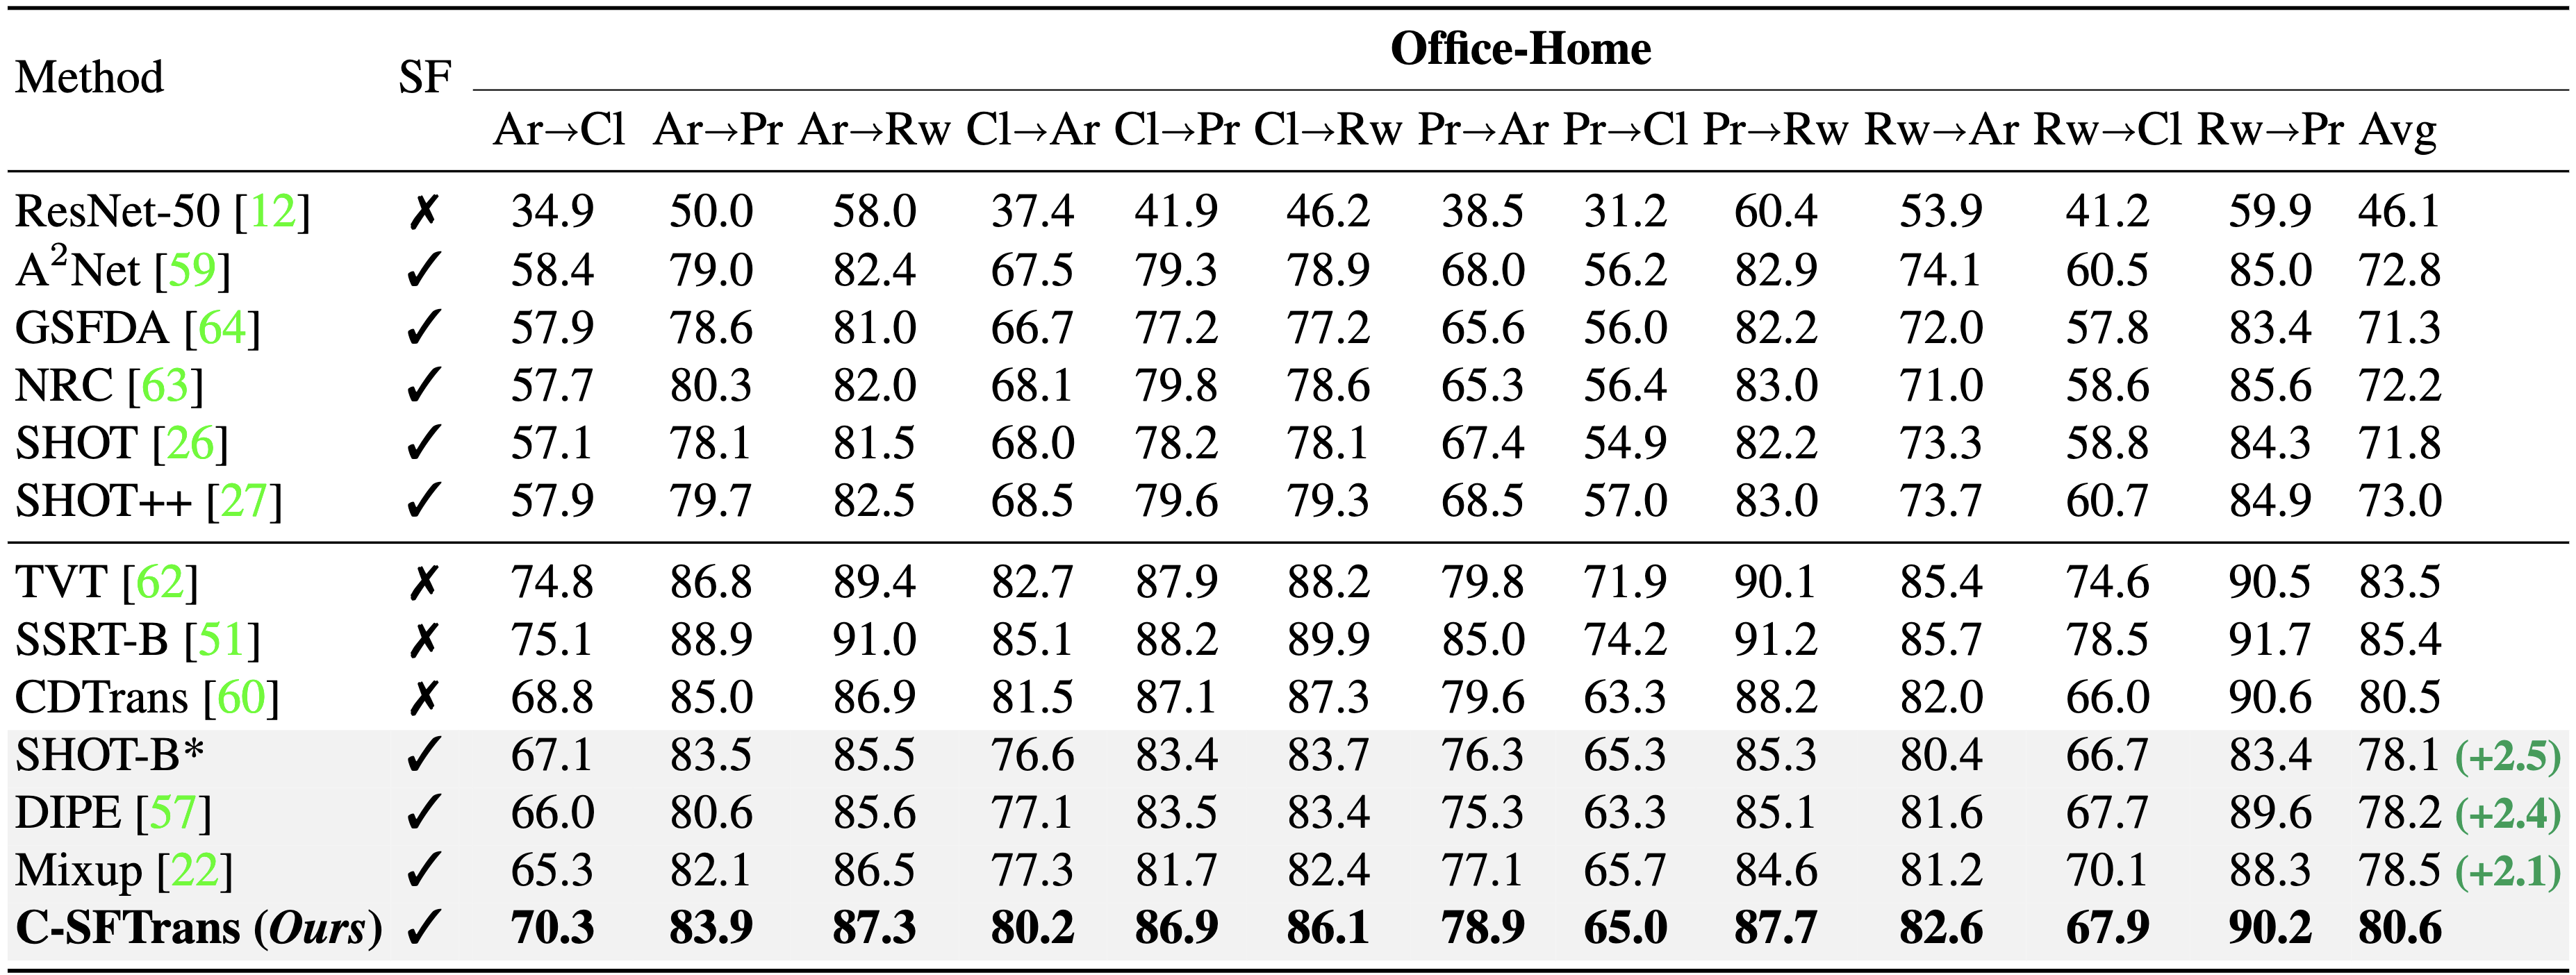 Method SF Office-Home
Ar→Cl Ar→Pr Ar→Rw Cl→Ar Cl→Pr Cl→Rw Pr→Ar Pr→Cl Pr→Rw Rw→Ar Rw→Cl Rw→Pr Avg
ResNet-50 [12] ✗ 34.9 50.0 58.0 37.4 41.9 46.2 38.5 31.2 60.4 53.9 41.2 59.9 46.1
A²Net [59] ✓ 58.4 79.0 82.4 67.5 79.3 78.9 68.0 56.2 82.9 74.1 60.5 85.0 72.8
GSFDA [64] ✓ 57.9 78.6 81.0 66.7 77.2 77.2 65.6 56.0 82.2 72.0 57.8 83.4 71.3
NRC [63] ✓ 57.7 80.3 82.0 68.1 79.8 78.6 65.3 56.4 83.0 71.0 58.6 85.6 72.2
SHOT [26] ✓ 57.1 78.1 81.5 68.0 78.2 78.1 67.4 54.9 82.2 73.3 58.8 84.3 71.8
SHOT++ [27] ✓ 57.9 79.7 82.5 68.5 79.6 79.3 68.5 57.0 83.0 73.7 60.7 84.9 73.0
TVT [62] ✗ 74.8 86.8 89.4 82.7 87.9 88.2 79.8 71.9 90.1 85.4 74.6 90.5 83.5
SSRT-B [51] ✗ 75.1 88.9 91.0 85.1 88.2 89.9 85.0 74.2 91.2 85.7 78.5 91.7 85.4
CDTrans [60] ✗ 68.8 85.0 86.9 81.5 87.1 87.3 79.6 63.3 88.2 82.0 66.0 90.6 80.5
SHOT-B* ✓ 67.1 83.5 85.5 76.6 83.4 83.7 76.3 65.3 85.3 80.4 66.7 83.4 78.1 (+2.5)
DIPE [57] ✓ 66.0 80.6 85.6 77.1 83.5 83.4 75.3 63.3 85.1 81.6 67.7 89.6 78.2 (+2.4)
Mixup [22] ✓ 65.3 82.1 86.5 77.3 81.7 82.4 77.1 65.7 84.6 81.2 70.1 88.3 78.5 (+2.1)
C-SFTrans (Ours) ✓ 70.3 83.9 87.3 80.2 86.9 86.1 78.9 65.0 87.7 82.6 67.9 90.2 80.6